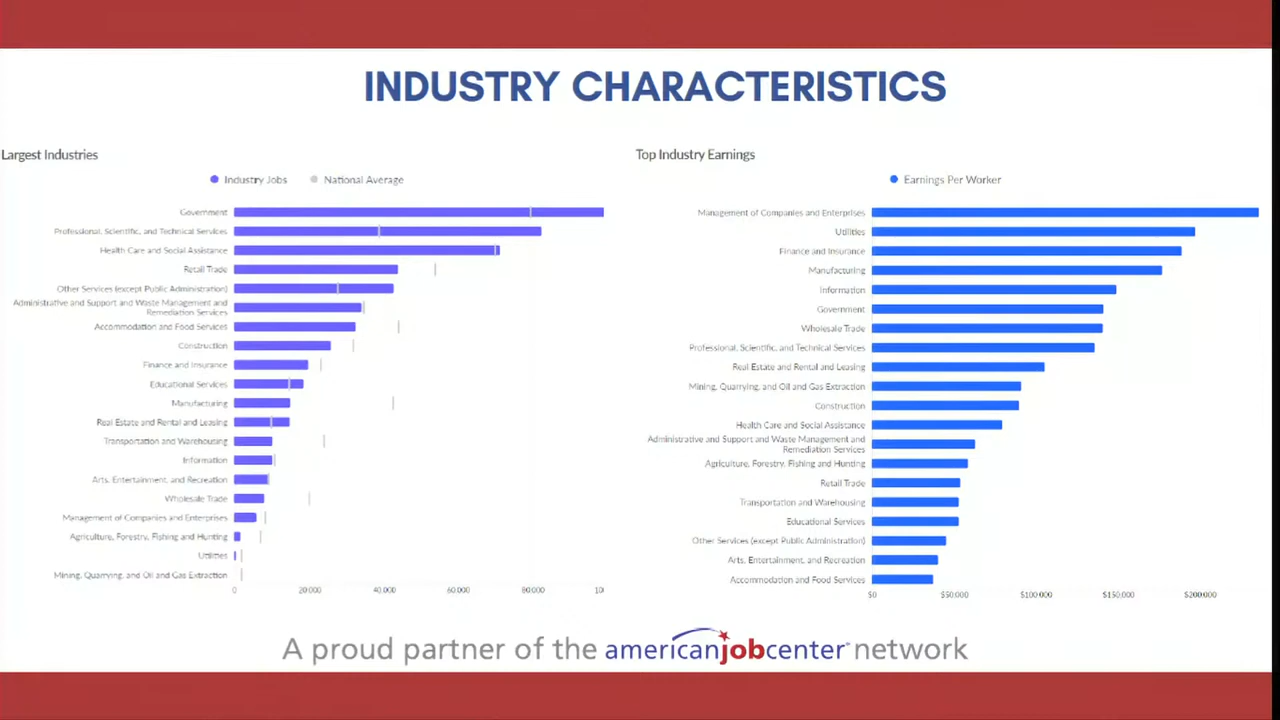 INDUSTRY CHARACTERISTICS
Largest Industries
Industry Jobs
National Average
Government
Professional, Scientific, and Technical Services
Health Care and Social Assistance
Retail Trade
Other Services (except Public Administration)
Administrative and Support and Waste Management and
Remediation Services
Accommodation and Food Services
Construction
Finance and Insurance
Educational Services
Manufacturing
Real Estate and Rental and Leasing
Transportation and Warehousing
Information
Arts, Entertainment, and Recreation
Wholesale Trade
Management of Companies and Enterprises
Agriculture, Forestry, Fishing and Hunting
Utilities
Mining, Quarrying, and Oil and Gas Extraction
0 20,000 40,000 60,000 80,000 10
Top Industry Earnings
Earnings Per Worker
Management of Companies and Enterprises
Utilities
Finance and Insurance
Manufacturing
Information
Government
Wholesale Trade
Professional, Scientific, and Technical Services
Real Estate and Rental and Leasing
Mining, Quarrying, and Oil and Gas Extraction
Construction
Health Care and Social Assistance
Administrative and Support and Waste Management and
Remediation Services
Agriculture, Forestry, Fishing and Hunting
Retail Trade
Transportation and Warehousing
Educational Services
Other Services (except Public Administration)
Arts, Entertainment, and Recreation
Accommodation and Food Services
$0 $50,000 $100,000 $150,000 $200,000
A proud partner of the americanjobcenter™ network